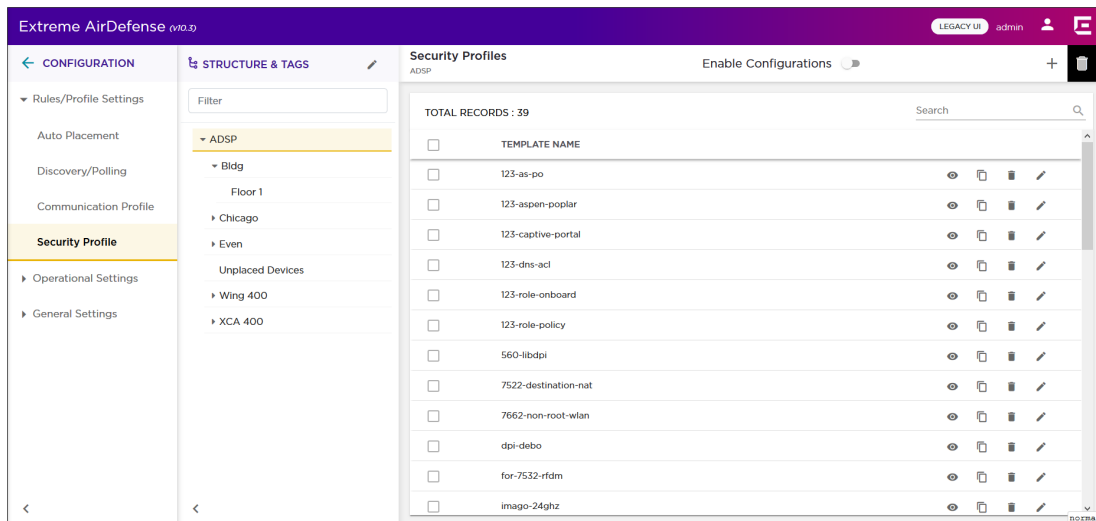 Extreme AirDefense (v10.3)
LEGACY UI
admin
CONFIGURATION
Rules/Profile Settings
Auto Placement
Discovery/Polling
Communication Profile
Security Profile
Operational Settings
General Settings
STRUCTURE & TAGS
Filter
ADSP
Bldg
Floor 1
Chicago
Even
Unplaced Devices
Wing 400
XCA 400
Security Profiles
ADSP
Enable Configurations
TOTAL RECORDS : 39
Search
TEMPLATE NAME
123-as-po
123-aspen-poplar
123-captive-portal
123-dns-acl
123-role-onboard
123-role-policy
560-libdpi
7522-destination-nat
7662-non-root-wlan
dpi-debo
for-7532-rfdm
imago-24ghz
norma